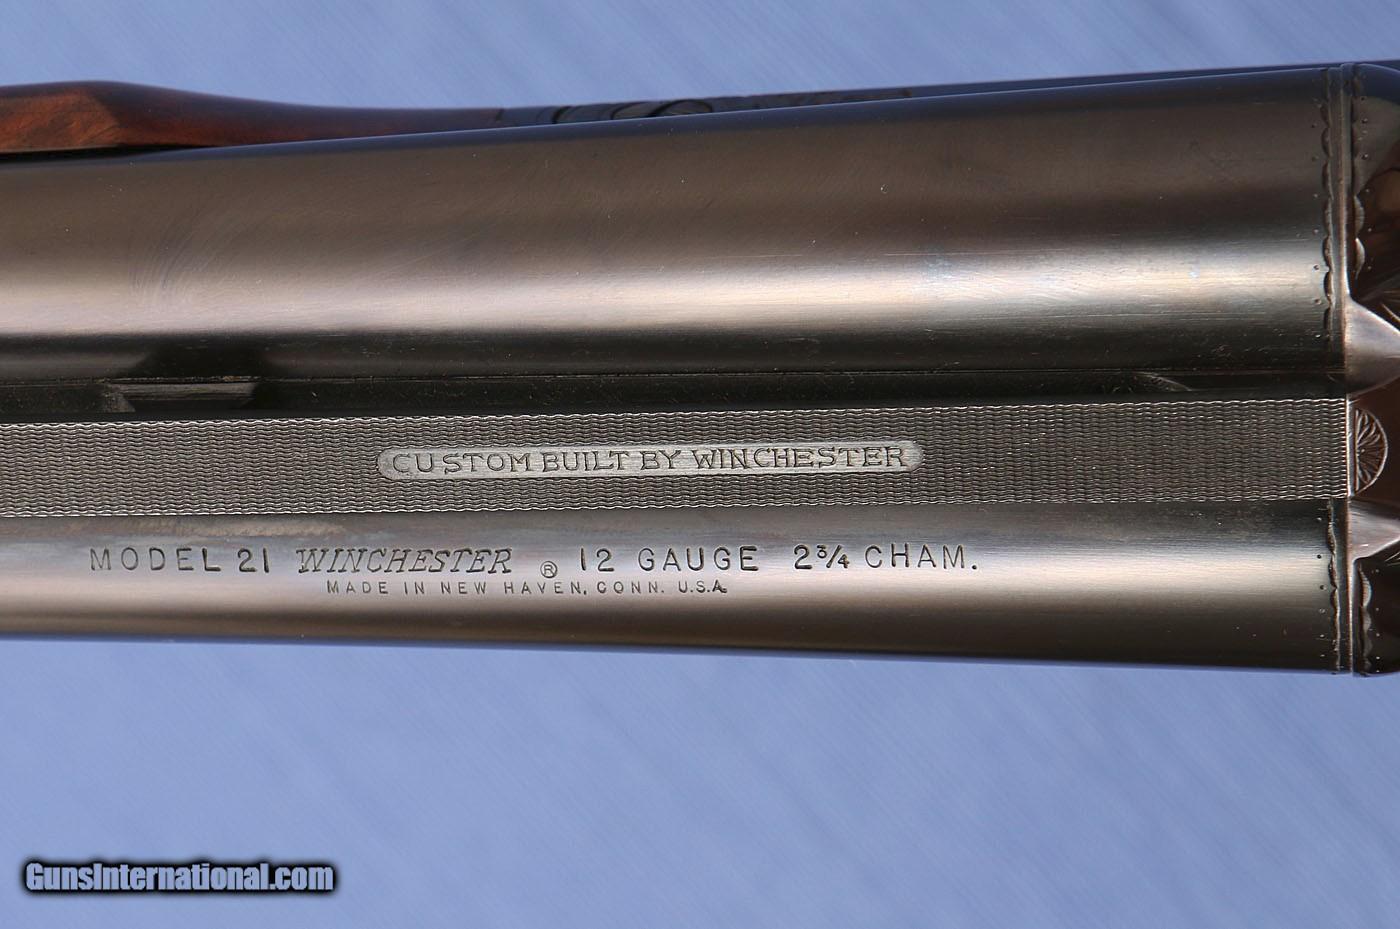 CUSTOM BUILT BY WINCHESTER
MODEL 21 WINCHESTER ® 12 GAUGE 2¾ CHAM.
MADE IN NEW HAVEN, CONN. U.S.A.
GunsInternational.com